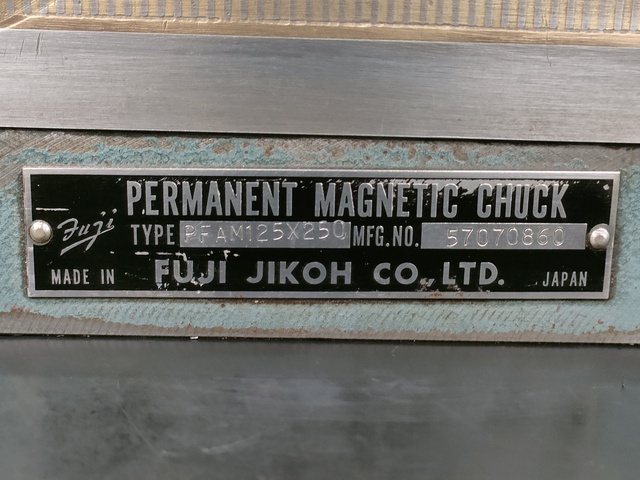 PERMANENT MAGNETIC CHUCK
Fuji
TYPE PFAM125X250 MFG.NO. 57070860
MADE IN FUJI JIKOH CO., LTD. JAPAN